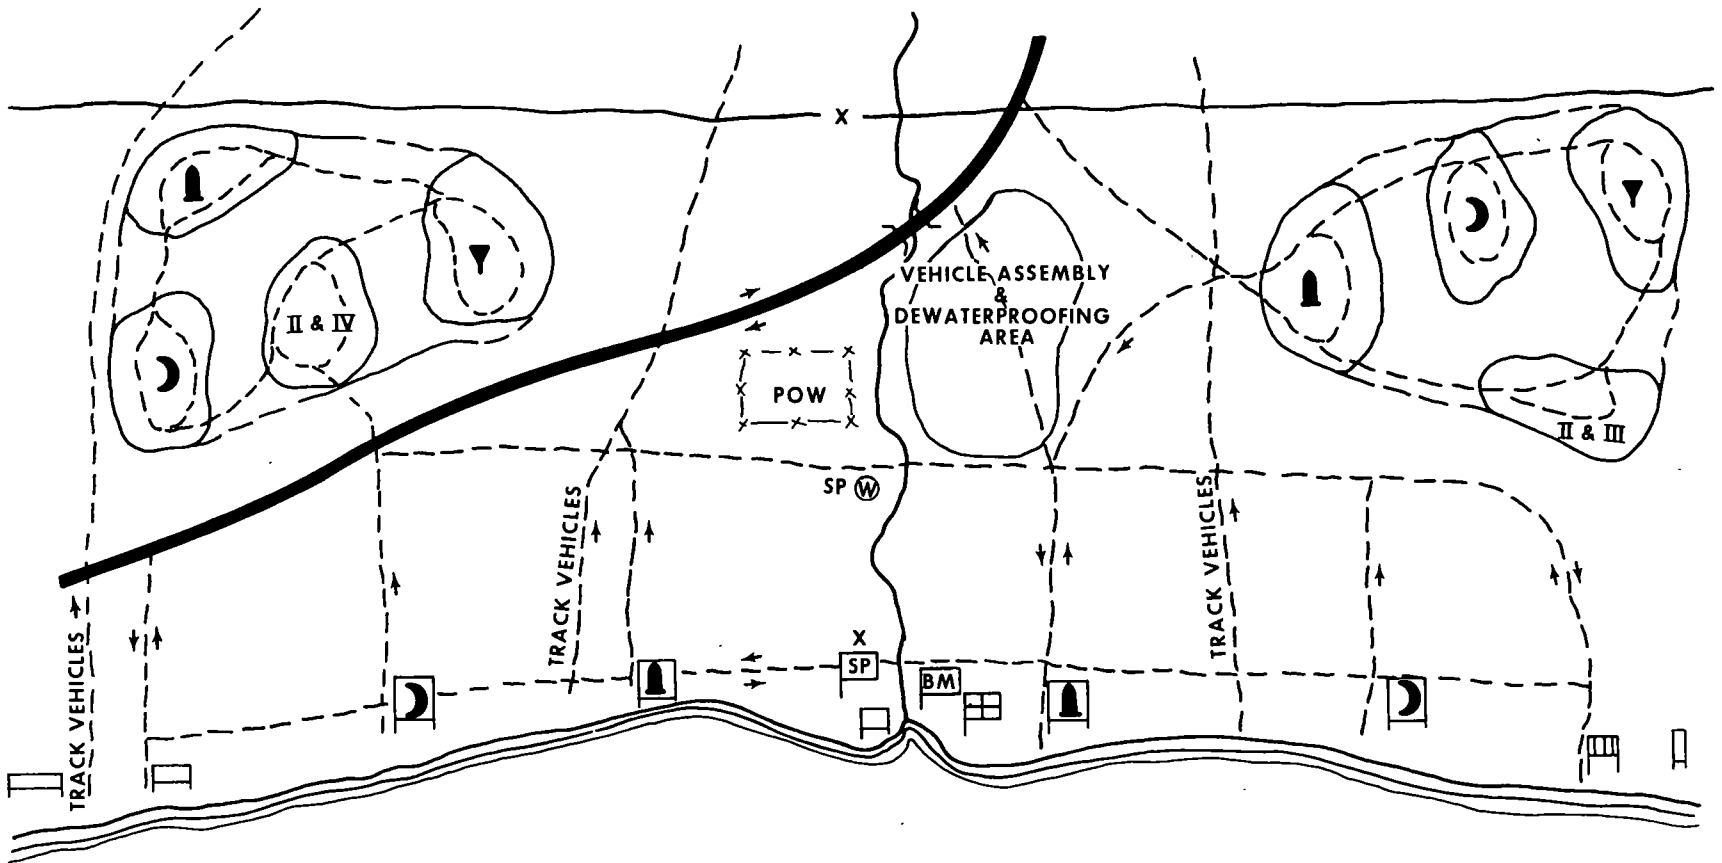 X
II & IV
VEHICLE ASSEMBLY
&
DEWATERPROOFING
AREA
POW
II & III
SP W
TRACK VEHICLES
TRACK VEHICLES
TRACK VEHICLES
X
SP
BM